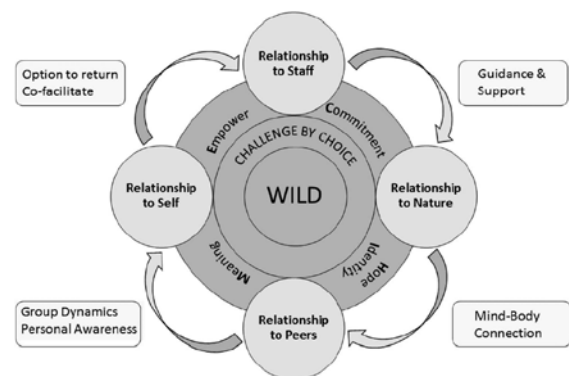 Relationship
to Staff
Option to return
Co-facilitate
Guidance &
Support
Empower
Commitment
CHALLENGE BY CHOICE
Relationship
to Self
WILD
Relationship
to Nature
Meaning
Hope
Identity
Group Dynamics
Personal Awareness
Relationship
to Peers
Mind-Body
Connection